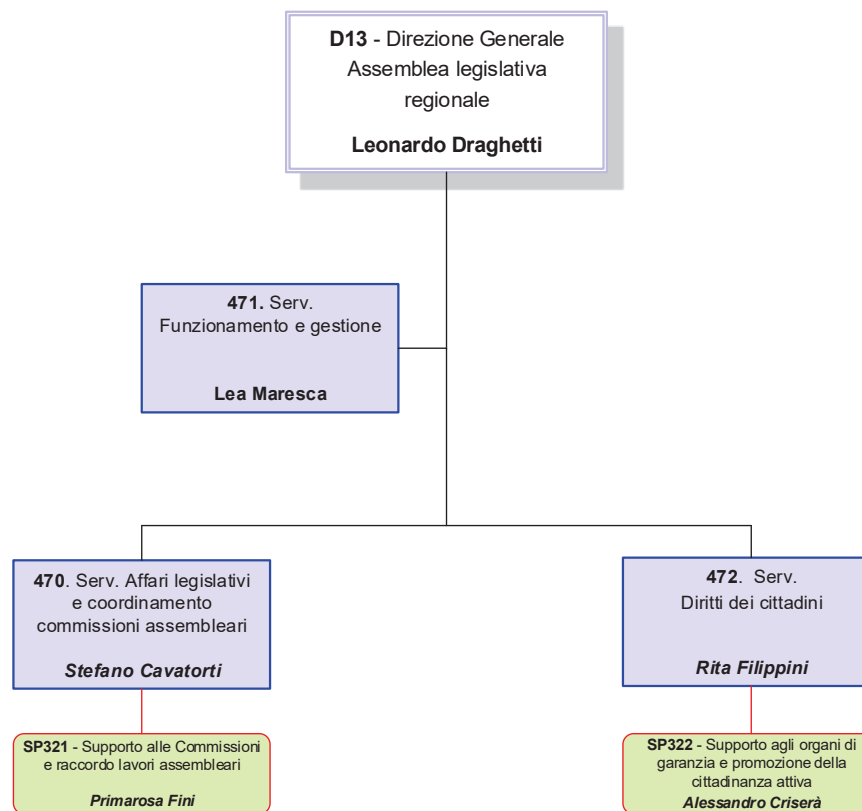 D13 - Direzione Generale
Assemblea legislativa
regionale
Leonardo Draghetti
471. Serv.
Funzionamento e gestione
Lea Maresca
470. Serv. Affari legislativi
e coordinamento
commissioni assembleari
Stefano Cavatorti
472. Serv.
Diritti dei cittadini
Rita Filippini
SP321 - Supporto alle Commissioni
e raccordo lavori assembleari
Primarosa Fini
SP322 - Supporto agli organi di
garanzia e promozione della
cittadinanza attiva
Alessandro Criserà